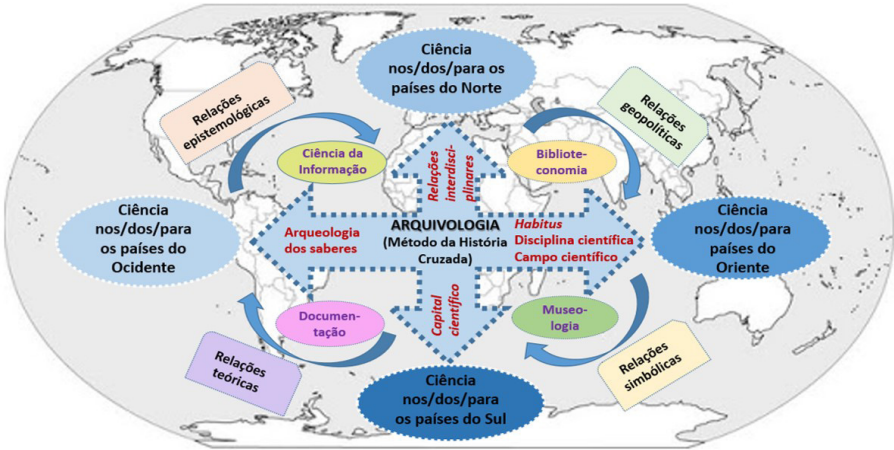 Ciência
nos/dos/para os
países do Norte
Relações
epistemológicas
Relações
geopolíticas
Ciência da
Informação
Relações
interdisci-
plinares
Bibliote-
conomia
Ciência
nos/dos/para
os países do
Ocidente
Arqueologia
dos saberes
ARQUIVOLOGIA
(Método da História
Cruzada)
Habitus
Disciplina científica
Campo científico
Ciência
nos/dos/para
países do
Oriente
Documen-
tação
Capital
científico
Museo-
logia
Relações
teóricas
Relações
simbólicas
Ciência
nos/dos/para
os países do Sul